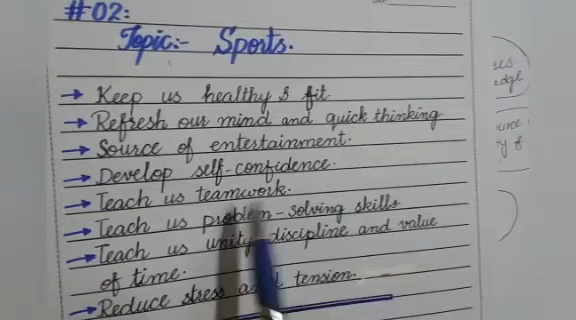 #02:
Topic:- Sports.
→ Keep us healthy & fit
→ Refresh our mind and quick thinking
→ Source of entertainment.
→ Develop self-confidence.
→ Teach us teamwork.
→ Teach us problem-solving skills
→ Teach us unity, discipline and value
of time.
→ Reduce stress and tension.